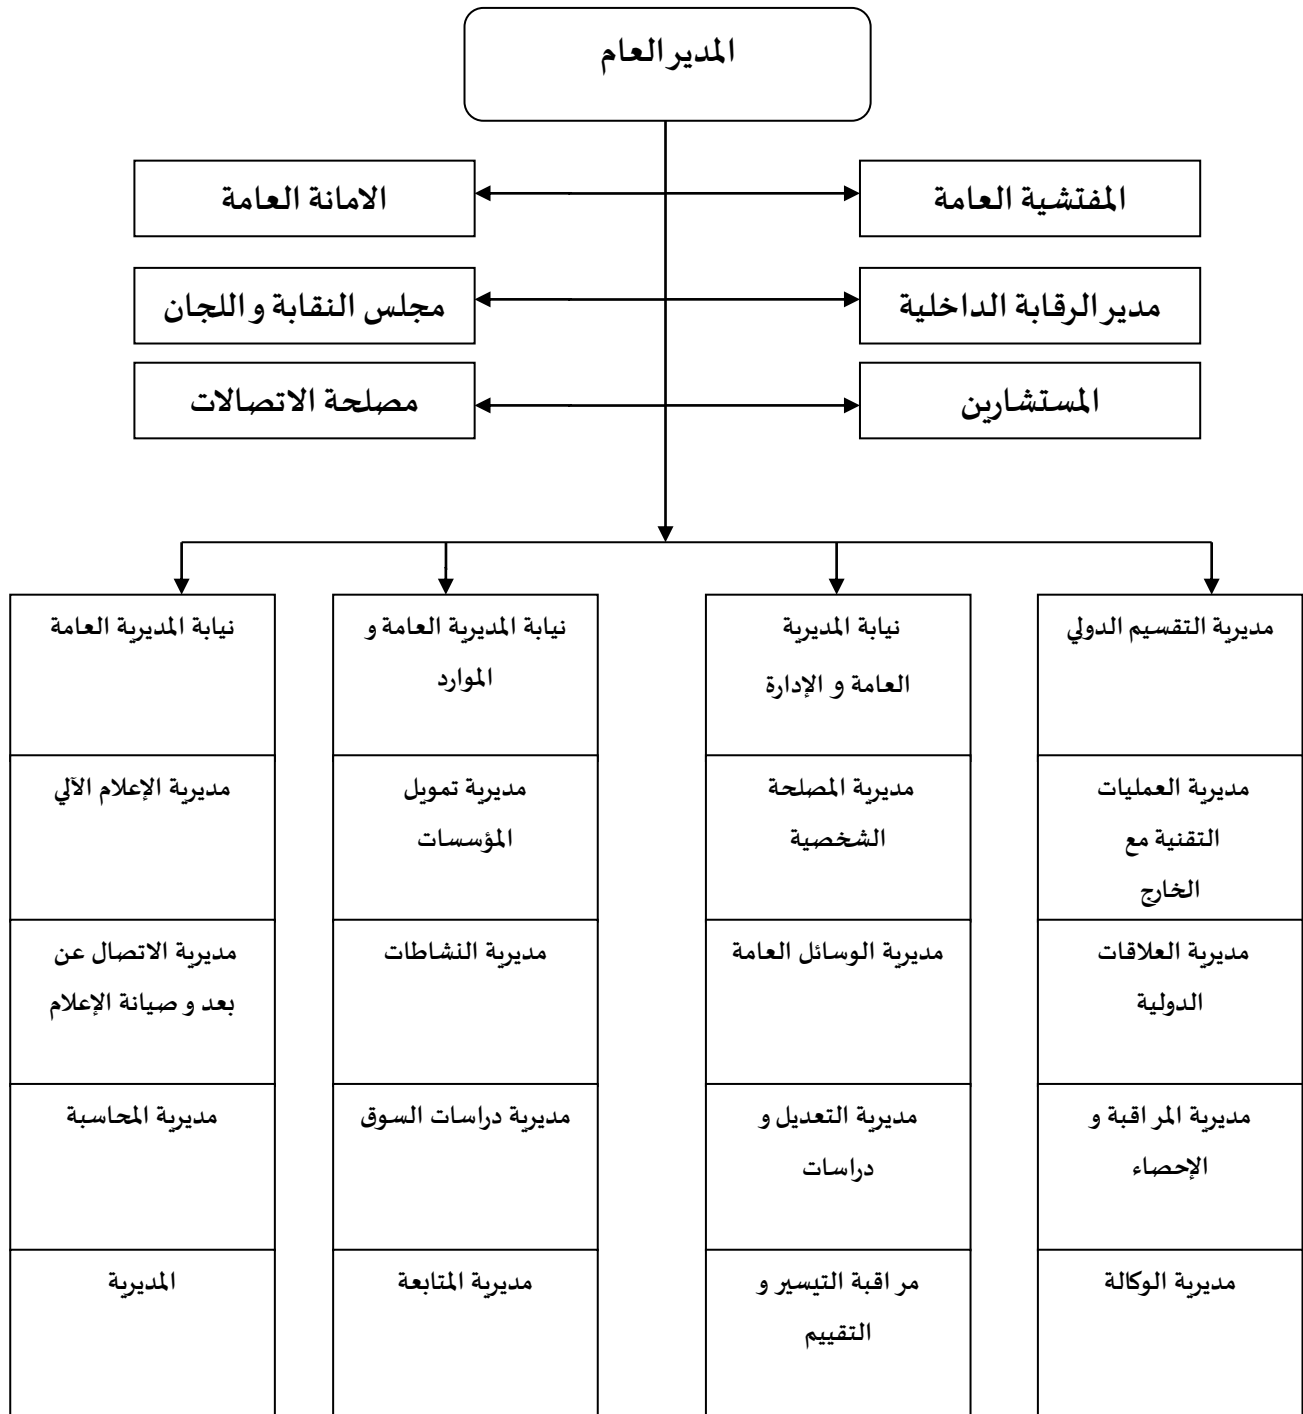 المدير العام
المفتشية العامة
الامانة العامة
مدير الرقابة الداخلية
مجلس النقابة و اللجان
المستشارين
مصلحة الاتصالات
مديرية التقسيم الدولي
نيابة المديرية
العامة و الإدارة
نيابة المديرية العامة و
الموارد
نيابة المديرية العامة
مديرية العمليات
التقنية مع
الخارج
مديرية المصلحة
الشخصية
مديرية تمويل
المؤسسات
مديرية الإعلام الآلي
مديرية العلاقات
الدولية
مديرية الوسائل العامة
مديرية النشاطات
مديرية الاتصال عن
بعد و صيانة الإعلام
مديرية المراقبة و
الإحصاء
مديرية التعديل و
دراسات
مديرية دراسات السوق
مديرية المحاسبة
مديرية الوكالة
مراقبة التيسير و
التقييم
مديرية المتابعة
المديرية